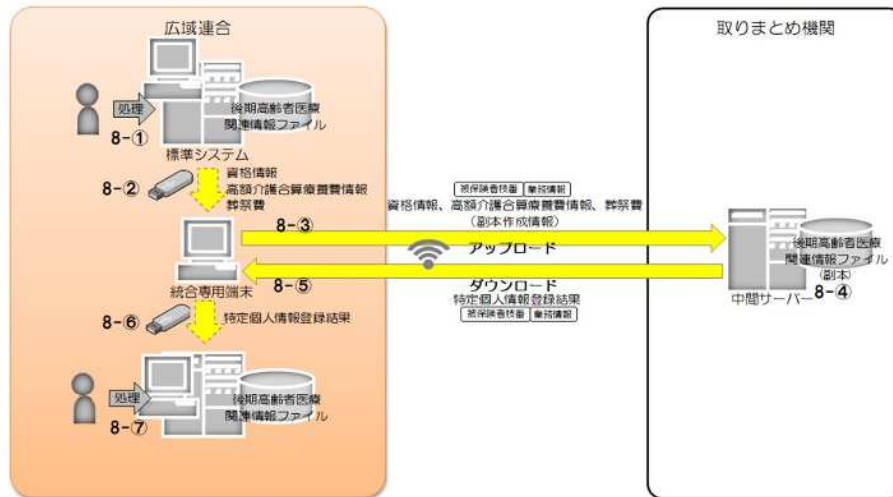 広域連合
処理
8-①
後期高齢者医療
関連情報ファイル
標準システム
8-②
資格情報
高額介護合算療養費情報
葬祭費
8-③
統合専用端末
8-⑤
8-⑥
特定個人情報登録結果
処理
8-⑦
後期高齢者医療
関連情報ファイル
被保険者枝番 業務情報
資格情報、高額介護合算療養費情報、葬祭費
(副本作成情報)
アップロード
ダウンロード
特定個人情報登録結果
被保険者枝番 業務情報
取りまとめ機関
後期高齢者医療
関連情報ファイル
(副本)
中間サーバー
8-④